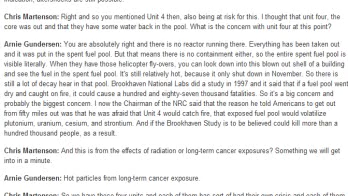 Chris Martenson: Right and so you mentioned Unit 4 then, also being at risk for this. I thought that unit four, the
core was out and that they have some water back in the pool. What is the concern with unit four at this point?
Arnie Gundersen: You are absolutely right and there is no reactor running there. Everything has been taken out
and it was put in the spent fuel pool. But that means there is no containment either, so the entire spent fuel pool is
visible literally. When they have those helicopter fly-overs, you can look down into this blown out shell of a building
and see the fuel in the spent fuel pool. It's still relatively hot, because it only shut down in November. So there is
still a lot of decay heat in that pool. Brookhaven National Labs did a study in 1997 and it said that if a fuel pool went
dry and caught on fire, it could cause a hundred and eighty-seven thousand fatalities. So it's a big concern and
probably the biggest concern. I now the Chairman of the NRC said that the reason he told Americans to get out
from fifty miles out was that he was afraid that Unit 4 would catch fire, that exposed fuel pool would volatilize
plutonium, uranium, cesium, and strontium. And if the Brookhaven Study is to be believed could kill more than a
hundred thousand people, as a result.
Chris Martenson: And this is from the effects of radiation or long-term cancer exposures? Something we will get
into in a minute.
Arnie Gundersen: Hot particles from long-term cancer exposure.